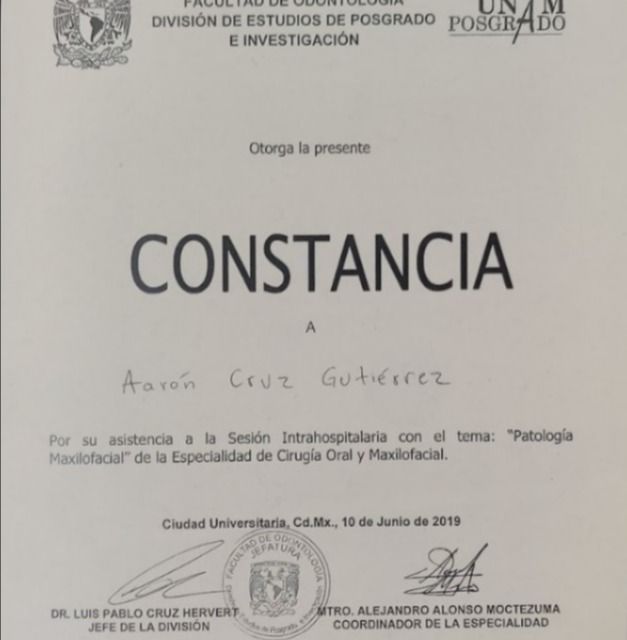 FACULTAD DE ODONTOLOGÍA
DIVISIÓN DE ESTUDIOS DE POSGRADO
E INVESTIGACIÓN
UNAM
POSGRADO
Otorga la presente
CONSTANCIA
A
Aarón Cruz Gutiérrez
Por su asistencia a la Sesión Intrahospitalaria con el tema: "Patología
Maxilofacial" de la Especialidad de Cirugía Oral y Maxilofacial.
Ciudad Universitaria, Cd.Mx., 10 de Junio de 2019
FACULTAD DE ODONTOLOGÍA
JEFATURA
DR. LUIS PABLO CRUZ HERVERT
JEFE DE LA DIVISIÓN
MTRO. ALEJANDRO ALONSO MOCTEZUMA
COORDINADOR DE LA ESPECIALIDAD